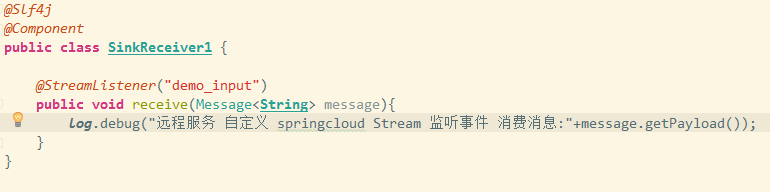 @Slf4j
@Component
public class SinkReceiver1 {
@StreamListener("demo_input")
public void receive(Message<String> message){
log.debug("远程服务 自定义 springcloud Stream 监听事件 消费消息:"+message.getPayload());
}
}